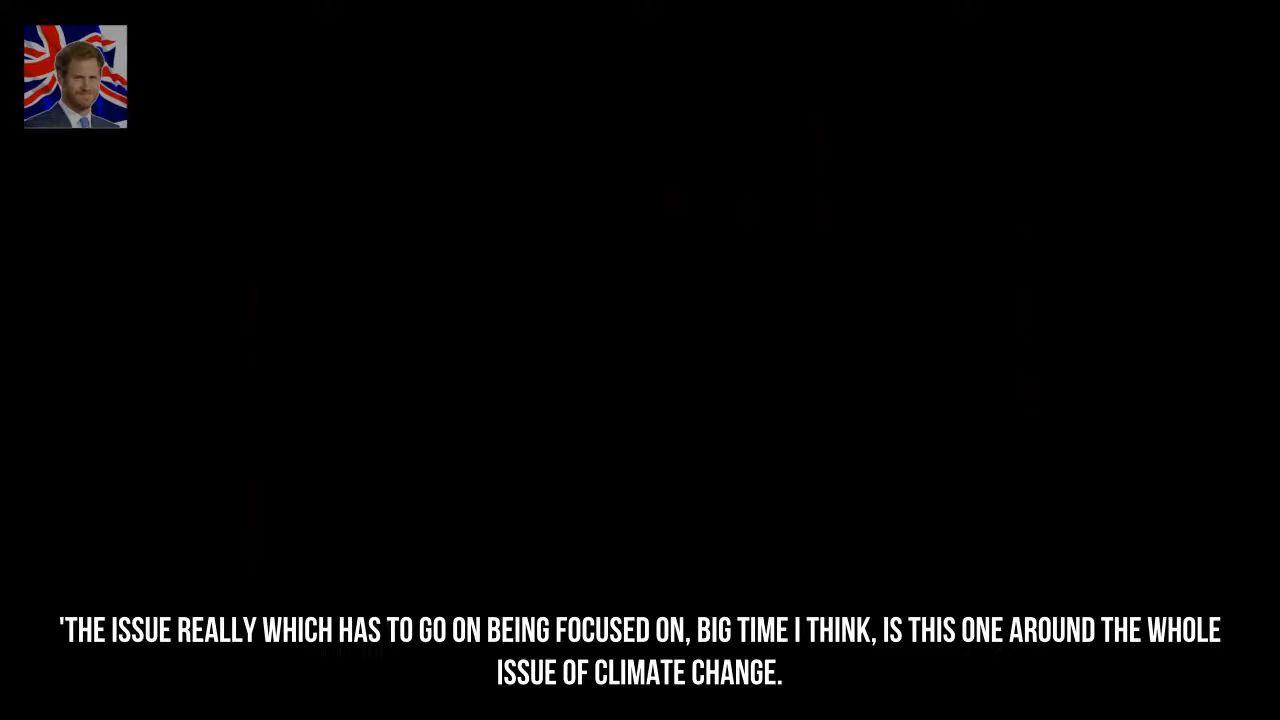 'THE ISSUE REALLY WHICH HAS TO GO ON BEING FOCUSED ON, BIG TIME I THINK, IS THIS ONE AROUND THE WHOLE
ISSUE OF CLIMATE CHANGE.